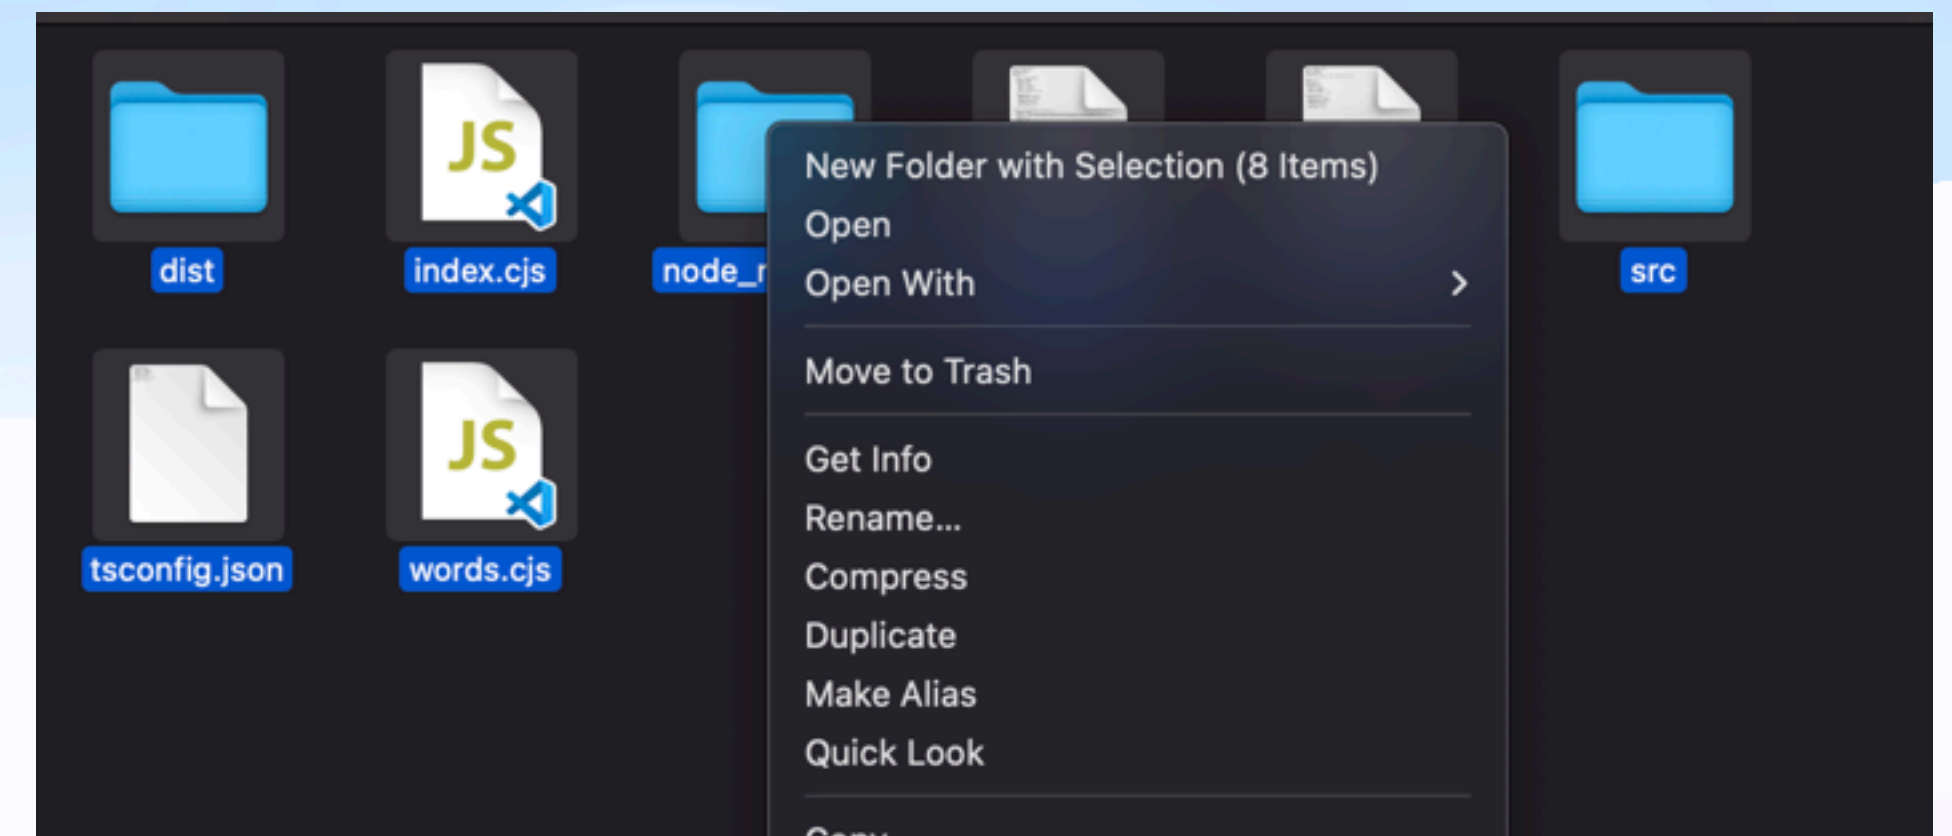 dist
index.cjs
src
tsconfig.json
words.cjs
JS
JS
New Folder with Selection (8 Items)
Open
Open With
Move to Trash
Get Info
Rename...
Compress
Duplicate
Make Alias
Quick Look